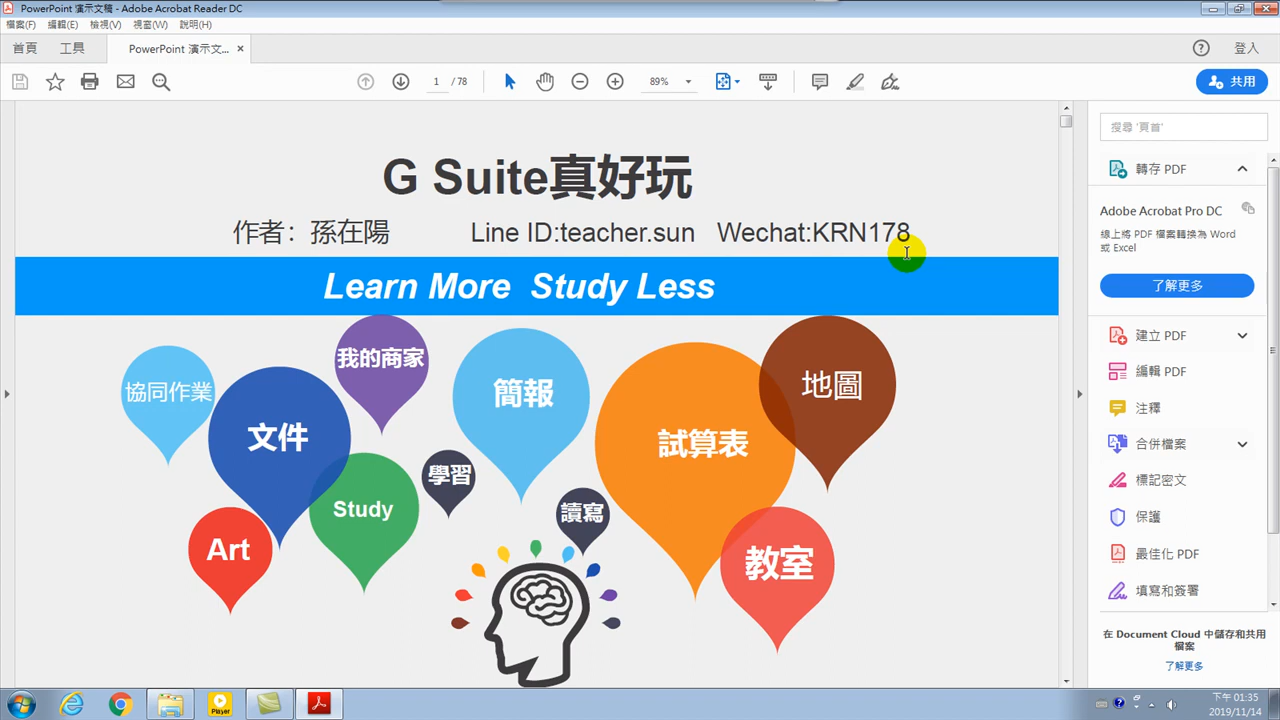 PowerPoint 演示文稿 - Adobe Acrobat Reader DC
檔案(F) 編輯(E) 檢視(V) 視窗(W) 說明(H)
首頁 工具 PowerPoint 演示文... × 登入
1 / 78 89% 共用
G Suite真好玩
作者：孫在陽 Line ID:teacher.sun Wechat:KRN178
Learn More Study Less
協同作業
文件
我的商家
簡報
試算表
地圖
學習
Study
讀寫
Art
教室
搜尋 '頁首'
轉存 PDF
Adobe Acrobat Pro DC
線上將 PDF 檔案轉換為 Word
或 Excel
了解更多
建立 PDF
編輯 PDF
注釋
合併檔案
標記密文
保護
最佳化 PDF
填寫和簽署
在 Document Cloud 中儲存和共用
檔案
了解更多
Player
下午 01:35
2019/11/14